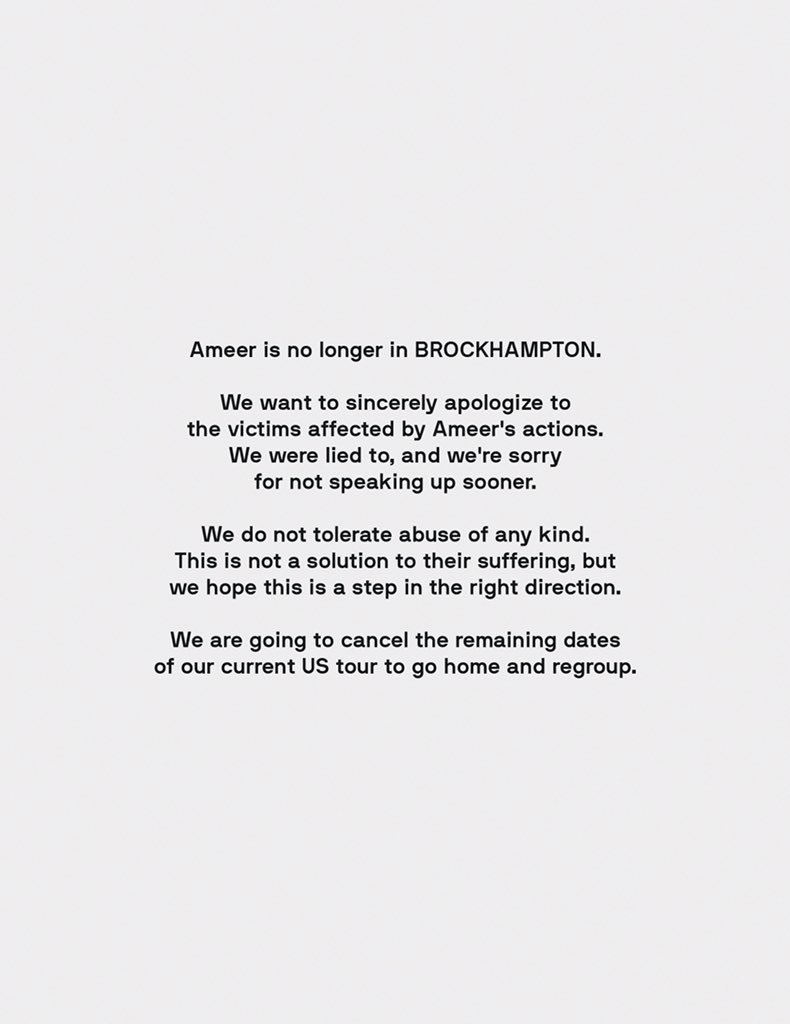 Ameer is no longer in BROCKHAMPTON.
We want to sincerely apologize to
the victims affected by Ameer's actions.
We were lied to, and we're sorry
for not speaking up sooner.
We do not tolerate abuse of any kind.
This is not a solution to their suffering, but
we hope this is a step in the right direction.
We are going to cancel the remaining dates
of our current US tour to go home and regroup.